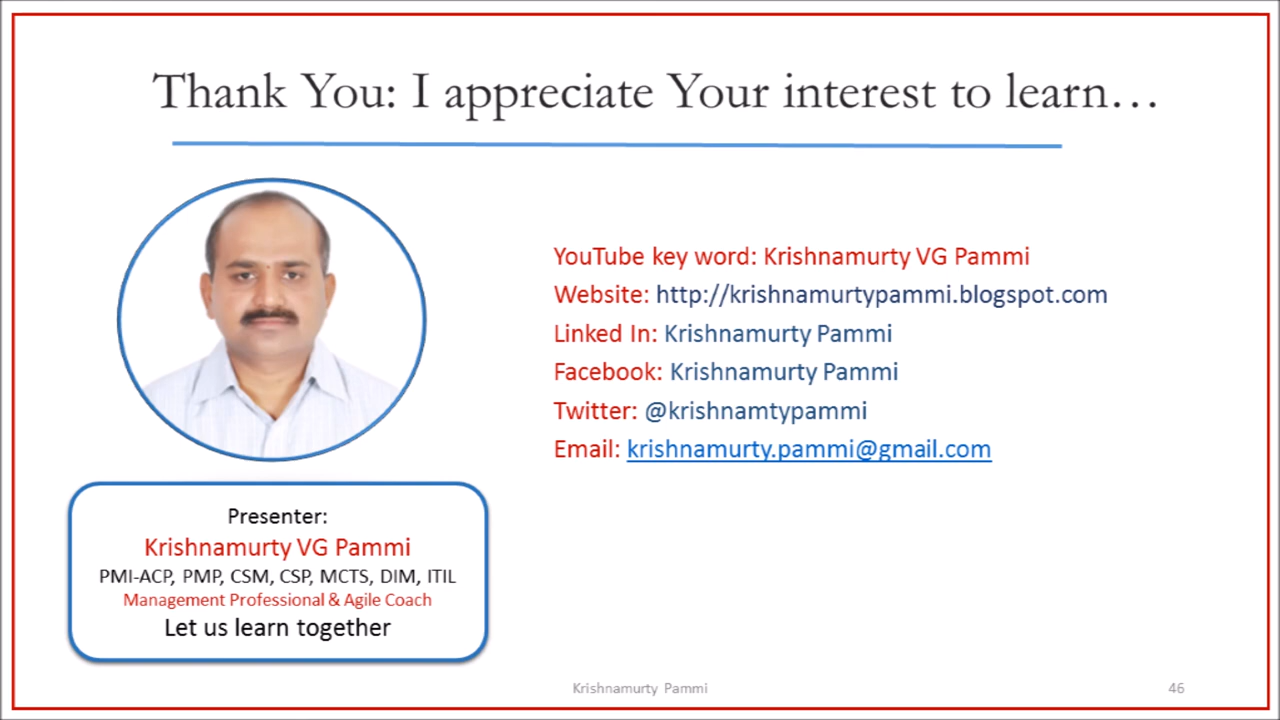 Thank You: I appreciate Your interest to learn…
YouTube key word: Krishnamurty VG Pammi
Website: http://krishnamurtypammi.blogspot.com
Linked In: Krishnamurty Pammi
Facebook: Krishnamurty Pammi
Twitter: @krishnamtypammi
Email: krishnamurty.pammi@gmail.com
Presenter:
Krishnamurty VG Pammi
PMI-ACP, PMP, CSM, CSP, MCTS, DIM, ITIL
Management Professional & Agile Coach
Let us learn together
Krishnamurty Pammi
46